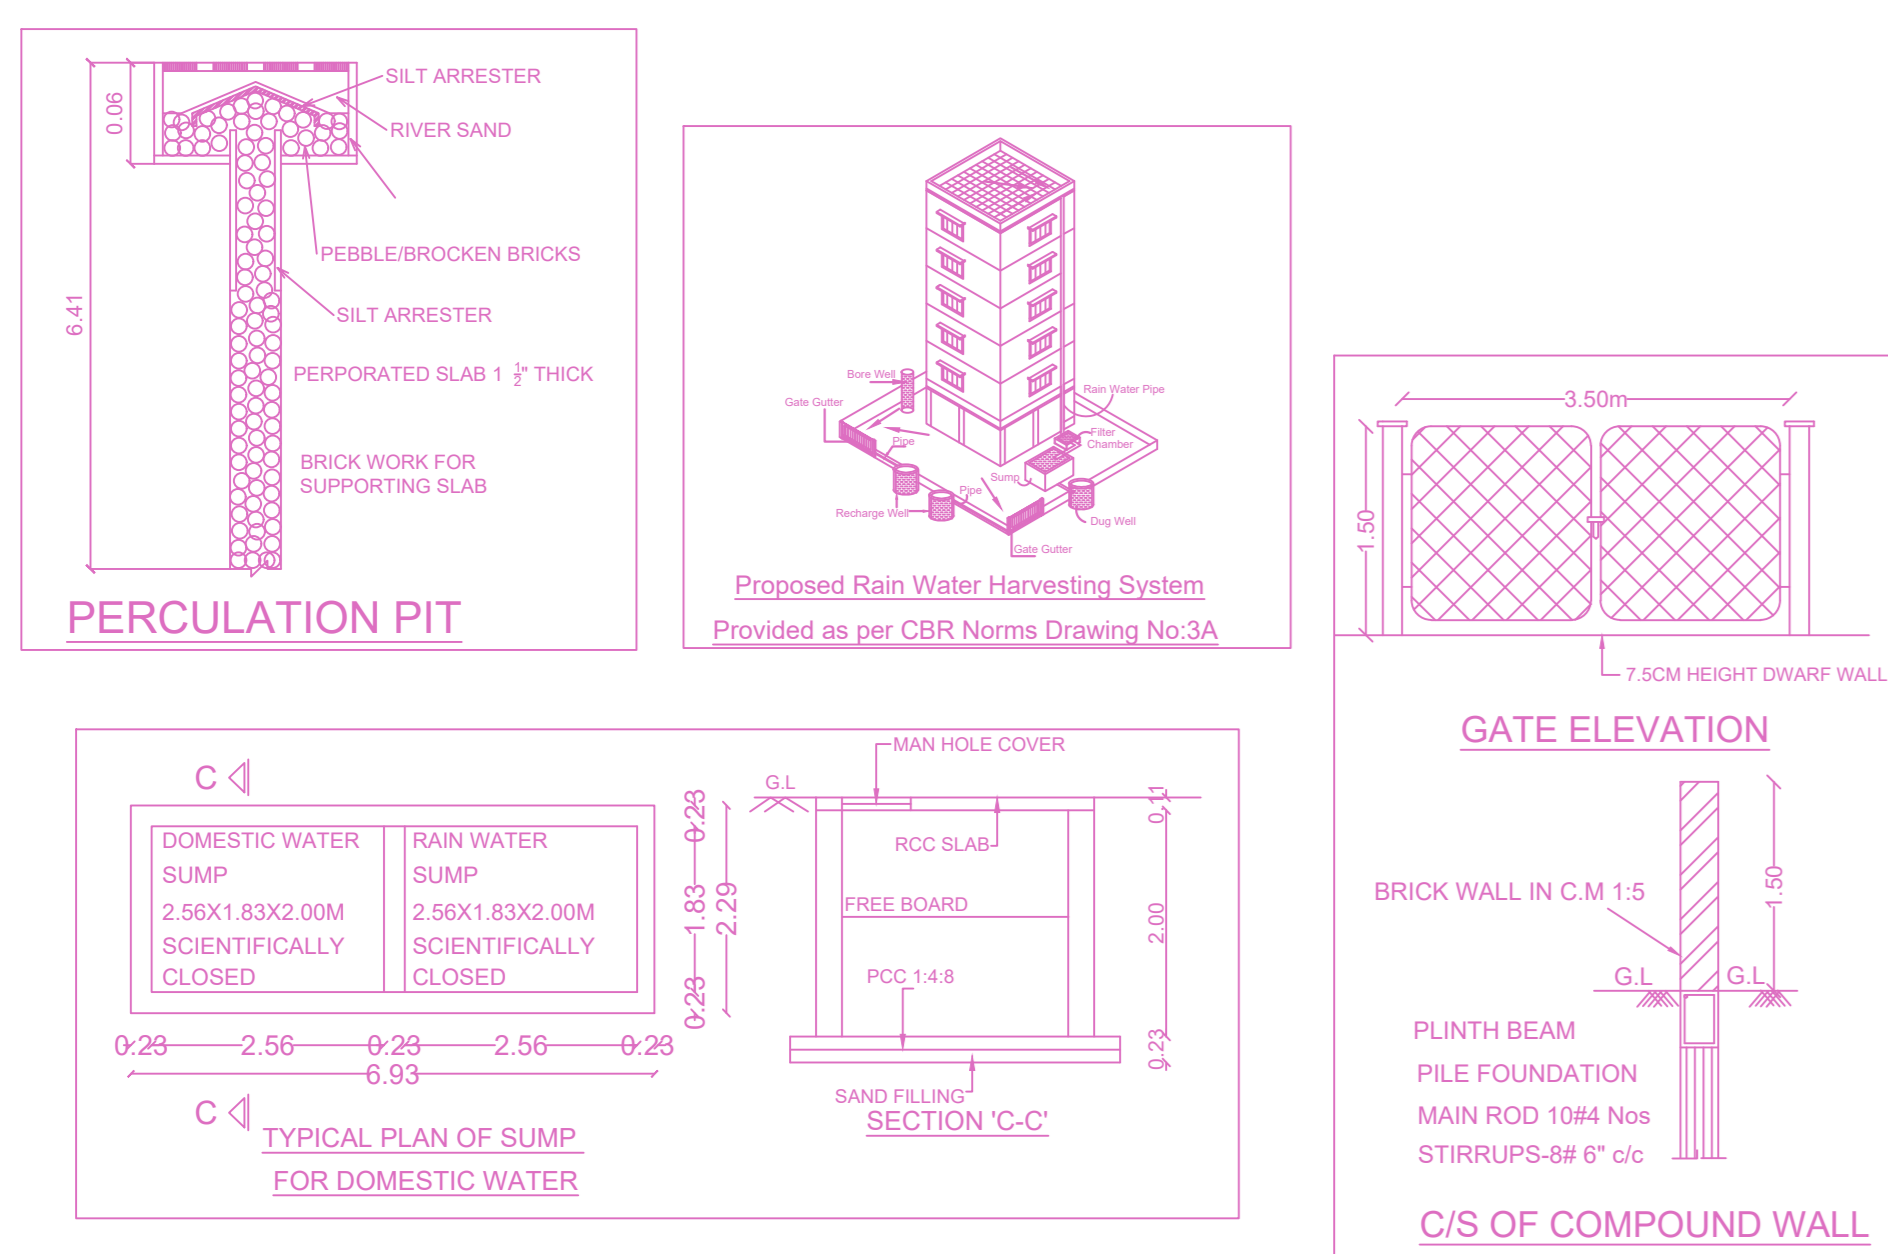 SILT ARRESTER
RIVER SAND
0.06
PEBBLE/BROCKEN BRICKS
6.41
SILT ARRESTER
PERPORATED SLAB 1 1/2" THICK
BRICK WORK FOR
SUPPORTING SLAB
PERCULATION PIT
Bore Well
Gate Gutter
Pipe
Rain Water Pipe
Filter
Chamber
Sump
Pipe
Recharge Well
Dug Well
Gate Gutter
Proposed Rain Water Harvesting System
Provided as per CBR Norms Drawing No:3A
3.50m
1.50
7.5CM HEIGHT DWARF WALL
GATE ELEVATION
C
DOMESTIC WATER
SUMP
2.56X1.83X2.00M
SCIENTIFICALLY
CLOSED
RAIN WATER
SUMP
2.56X1.83X2.00M
SCIENTIFICALLY
CLOSED
0.23
1.83
0.23
2.29
0.23 2.56 0.23 2.56 0.23
6.93
C
TYPICAL PLAN OF SUMP
FOR DOMESTIC WATER
MAN HOLE COVER
G.L
0.11
RCC SLAB
FREE BOARD
2.00
PCC 1:4:8
0.23
SAND FILLING
SECTION 'C-C'
BRICK WALL IN C.M 1:5
1.50
G.L G.L
PLINTH BEAM
PILE FOUNDATION
MAIN ROD 10#4 Nos
STIRRUPS-8# 6" c/c
C/S OF COMPOUND WALL